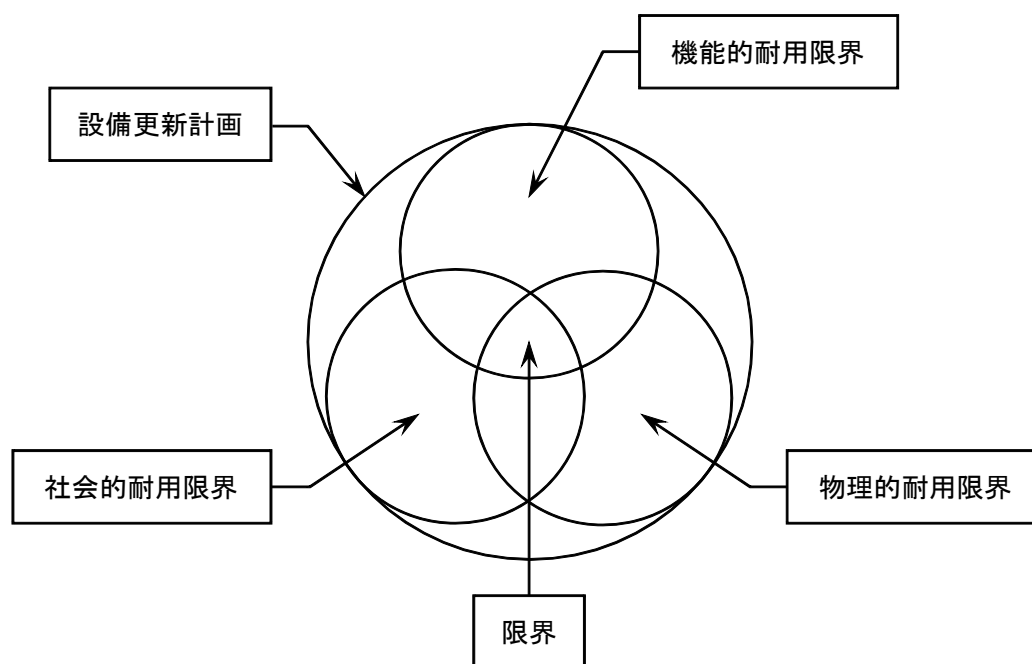 機能的耐用限界
設備更新計画
社会的耐用限界
物理的耐用限界
限界